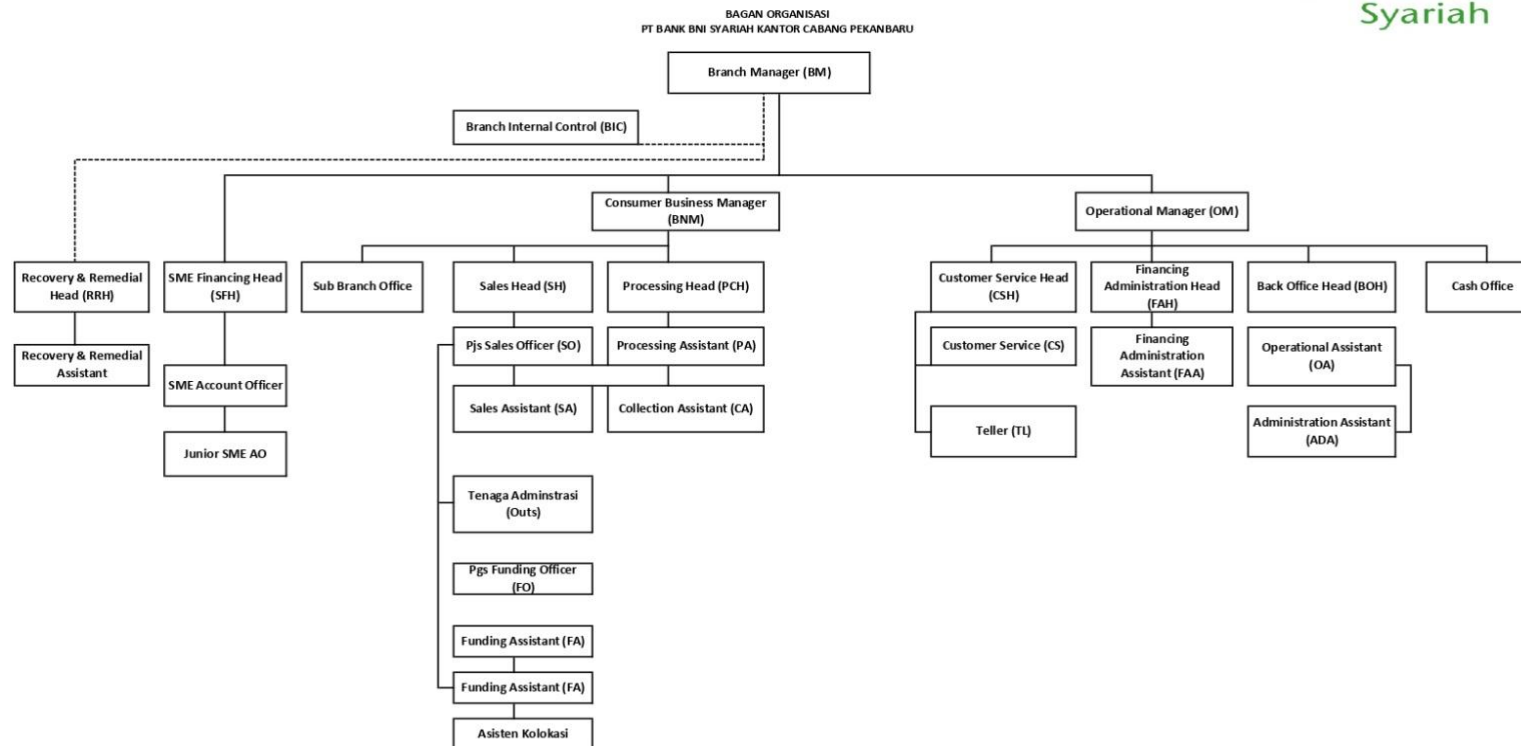 BAGAN ORGANISASI
PT BANK BNI SYARIAH KANTOR CABANG PEKANBARU
Syariah
Branch Manager (BM)
Branch Internal Control (BIC)
Consumer Business Manager
(BNM)
Operational Manager (OM)
Recovery & Remedial
Head (RRH)
SME Financing Head
(SFH)
Sub Branch Office
Sales Head (SH)
Processing Head (PCH)
Customer Service Head
(CSH)
Financing
Administration Head
(FAH)
Back Office Head (BOH)
Cash Office
Recovery & Remedial
Assistant
SME Account Officer
Junior SME AO
Pjs Sales Officer (SO)
Processing Assistant (PA)
Customer Service (CS)
Financing
Administration
Assistant (FAA)
Operational Assistant
(OA)
Sales Assistant (SA)
Collection Assistant (CA)
Teller (TL)
Administration Assistant
(ADA)
Tenaga Adminstrasi
(Outs)
Pgs Funding Officer
(FO)
Funding Assistant (FA)
Funding Assistant (FA)
Asisten Kolokasi